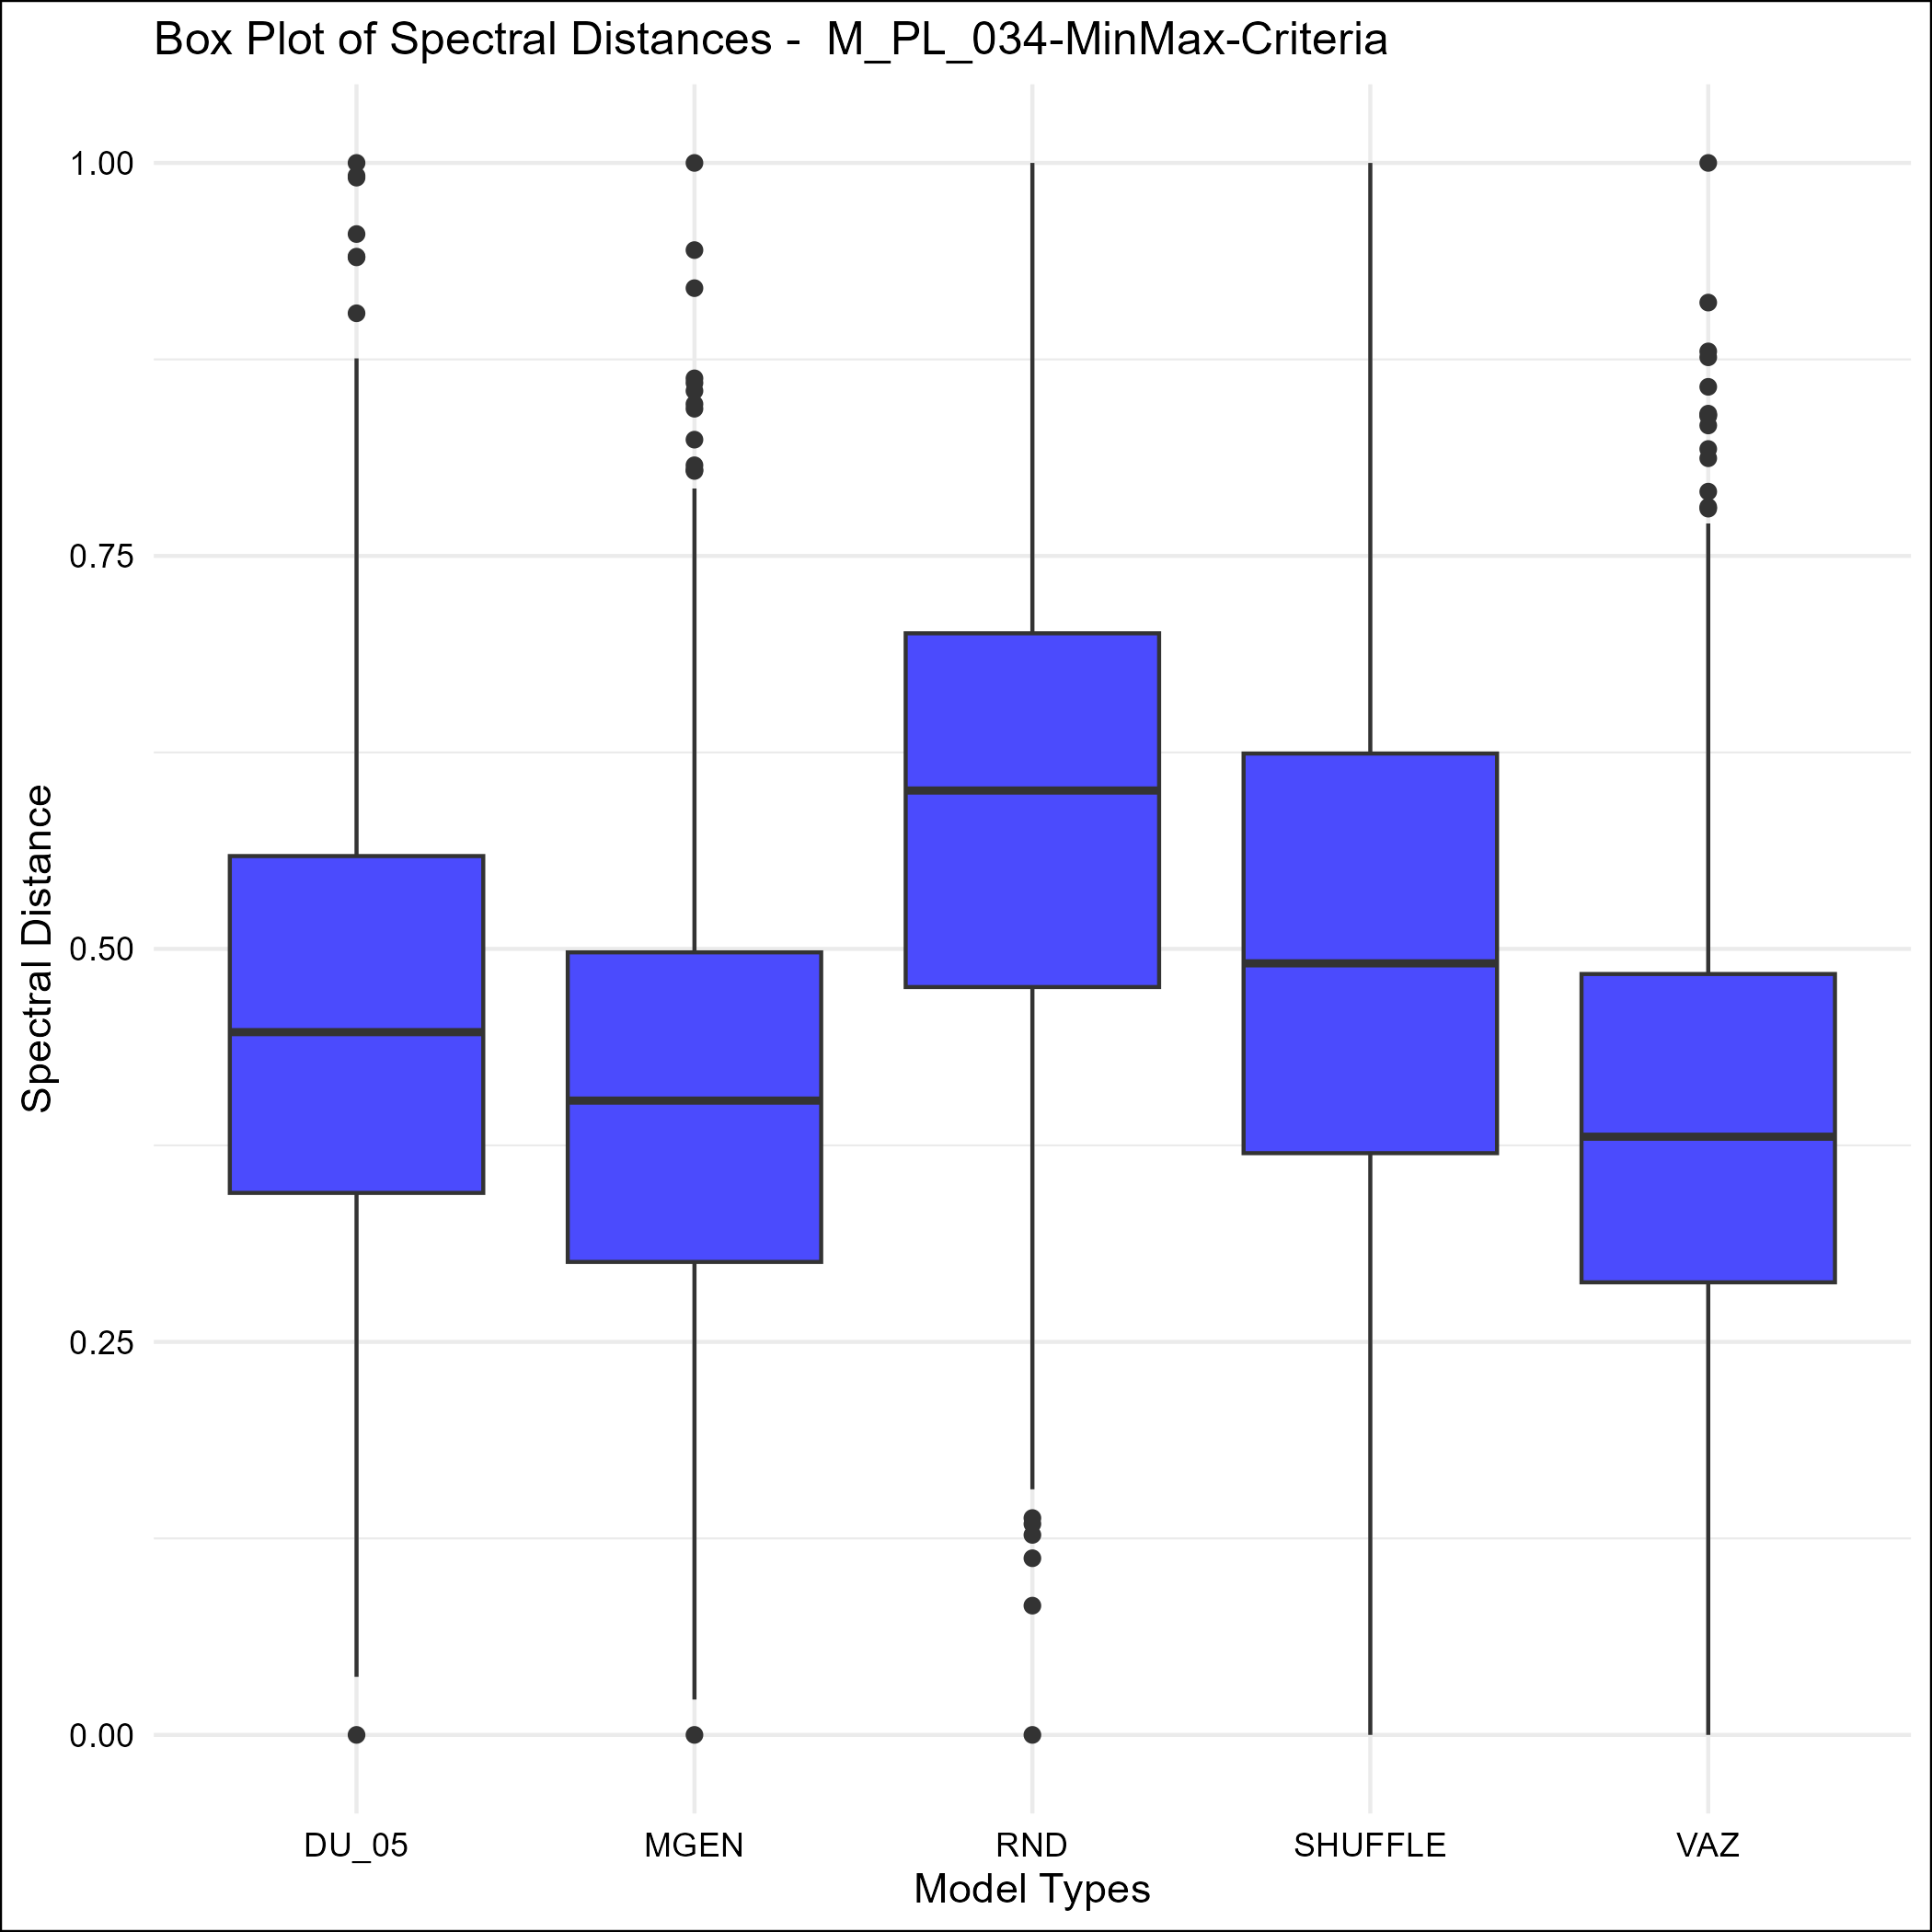 Box Plot of Spectral Distances -  M_PL_034-MinMax-Criteria
Spectral Distance
1.00
0.75
0.50
0.25
0.00
DU_05 MGEN RND SHUFFLE VAZ
Model Types